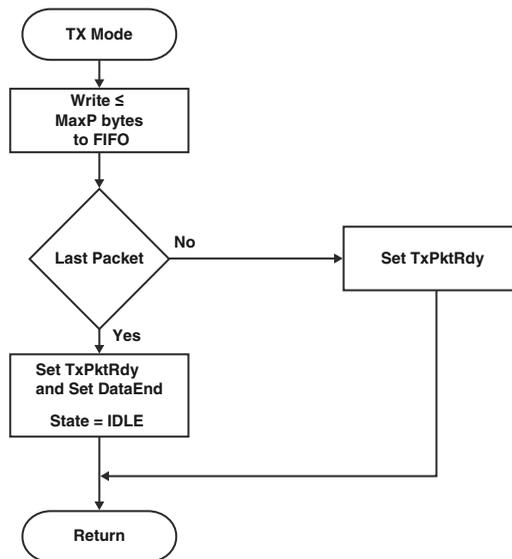 TX Mode
Write ≤
MaxP bytes
to FIFO
Last Packet
No
Set TxPktRdy
Yes
Set TxPktRdy
and Set DataEnd
State = IDLE
Return